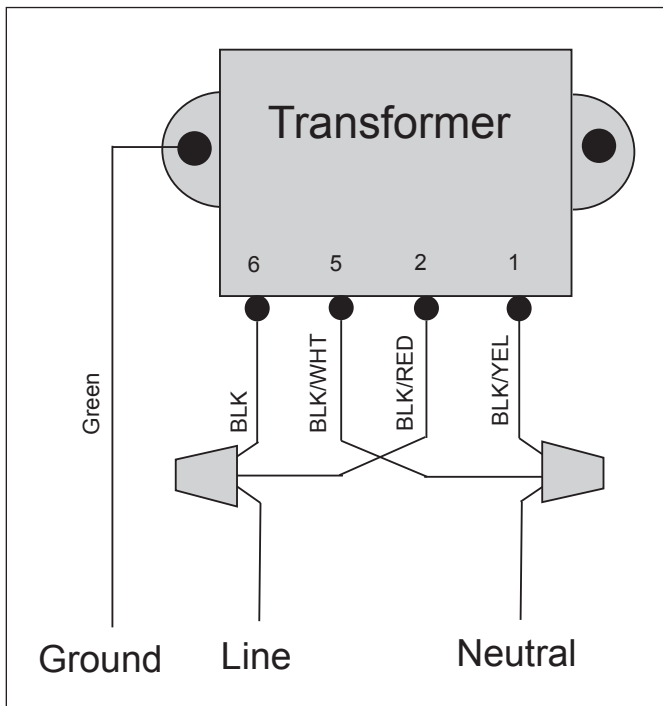 Transformer
6 5 2 1
Green
BLK
BLK/WHT
BLK/RED
BLK/YEL
Ground Line Neutral